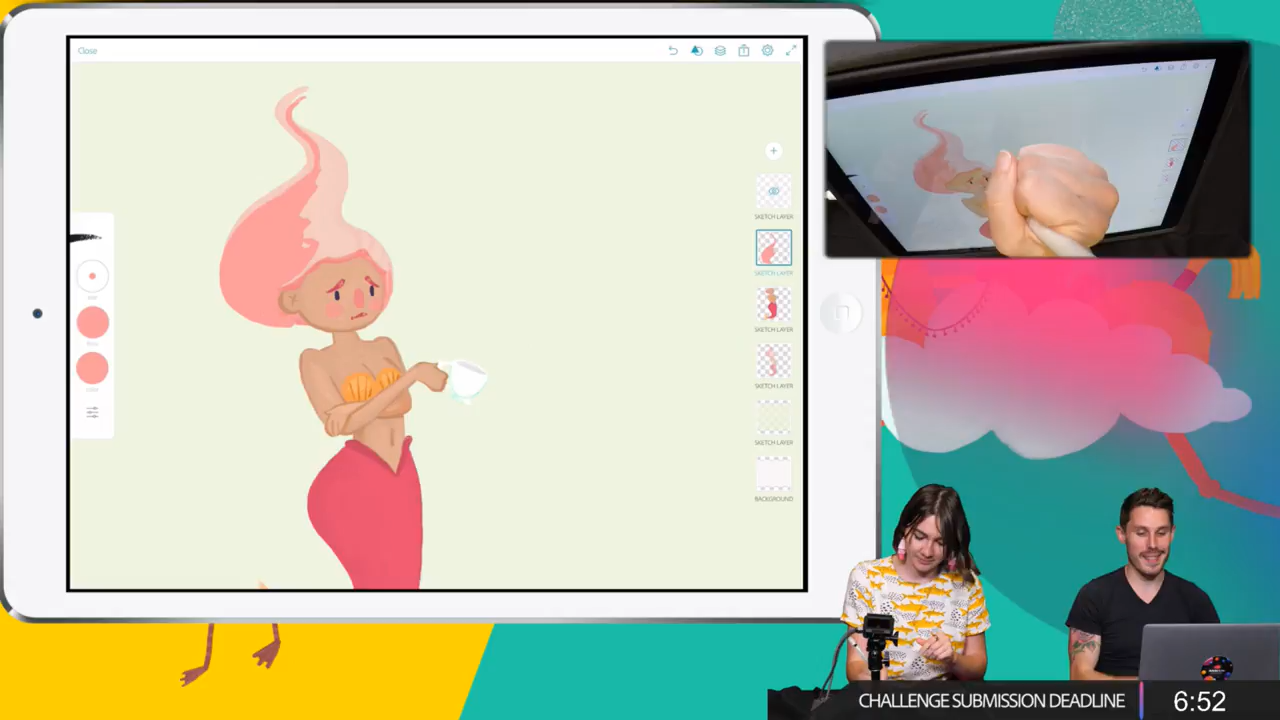 Close
SKETCH LAYER
SKETCH LAYER
SKETCH LAYER
SKETCH LAYER
SKETCH LAYER
BACKGROUND
CHALLENGE SUBMISSION DEADLINE
6:52